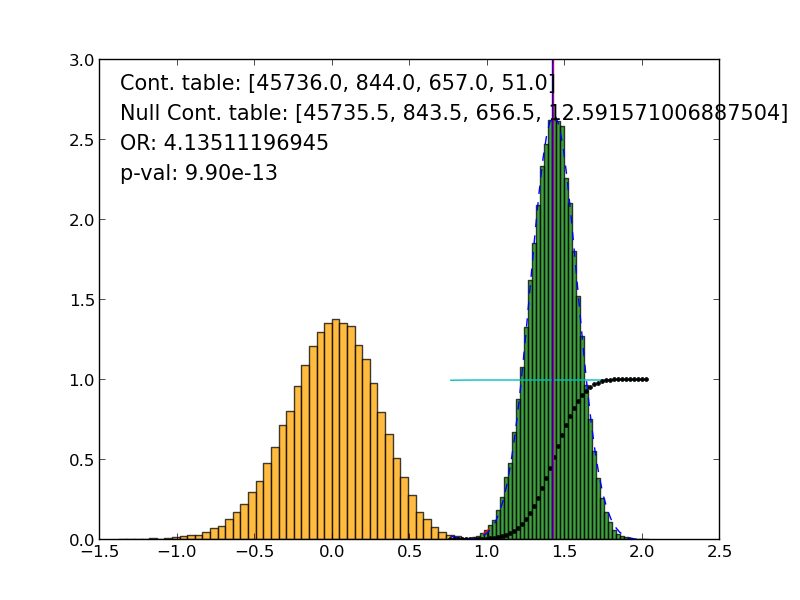 3.0
Cont. table: [45736.0, 844.0, 657.0, 51.0]
Null Cont. table: [45735.5, 843.5, 656.5, 12.591571006887504]
2.5
OR: 4.13511196945
p-val: 9.90e-13
2.0
1.5
1.0
0.5
0.0
−1.5 −1.0 −0.5 0.0 0.5 1.0 1.5 2.0 2.5